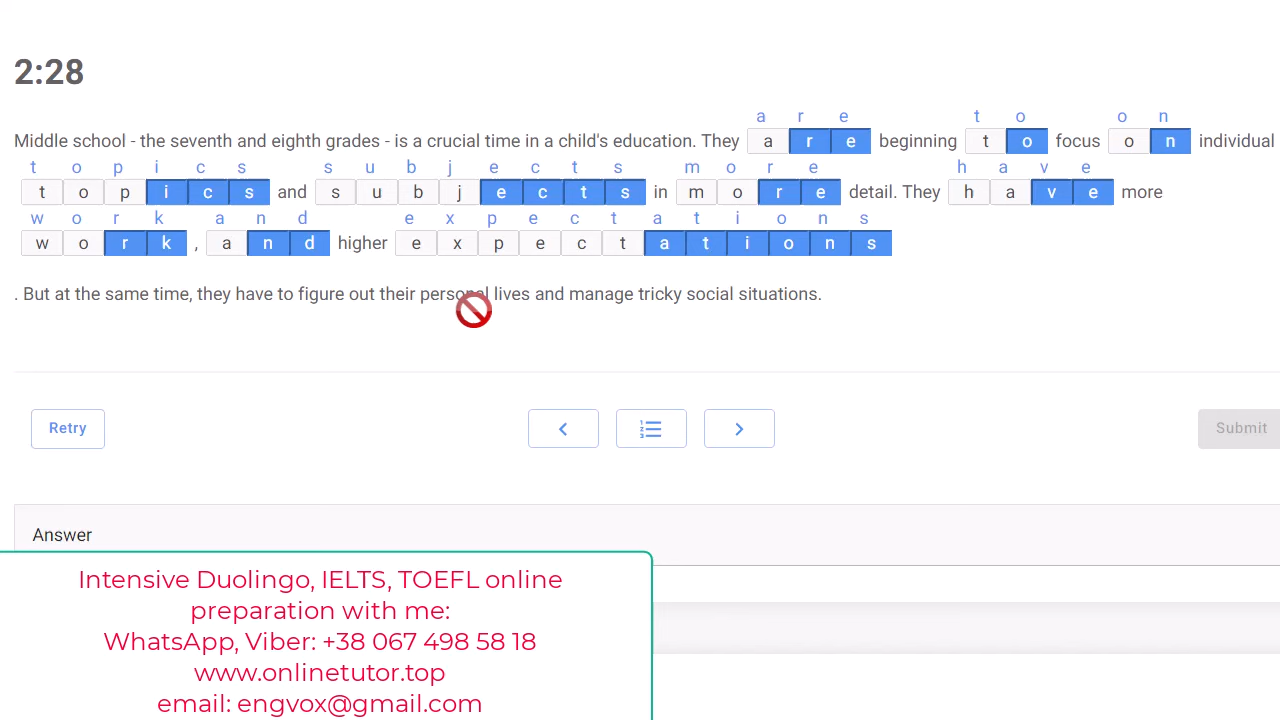 2:28
a r e t o o n
Middle school - the seventh and eighth grades - is a crucial time in a child's education. They a r e beginning t o focus o n individual
t o p i c s s u b j e c t s m o r e h a v e
t o p i c s and s u b j e c t s in m o r e detail. They h a v e more
w o r k a n d e x p e c t a t i o n s
w o r k , a n d higher e x p e c t a t i o n s
. But at the same time, they have to figure out their personal lives and manage tricky social situations.
Retry
Submit
Answer
Intensive Duolingo, IELTS, TOEFL online
preparation with me:
WhatsApp, Viber: +38 067 498 58 18
www.onlinetutor.top
email: engvox@gmail.com